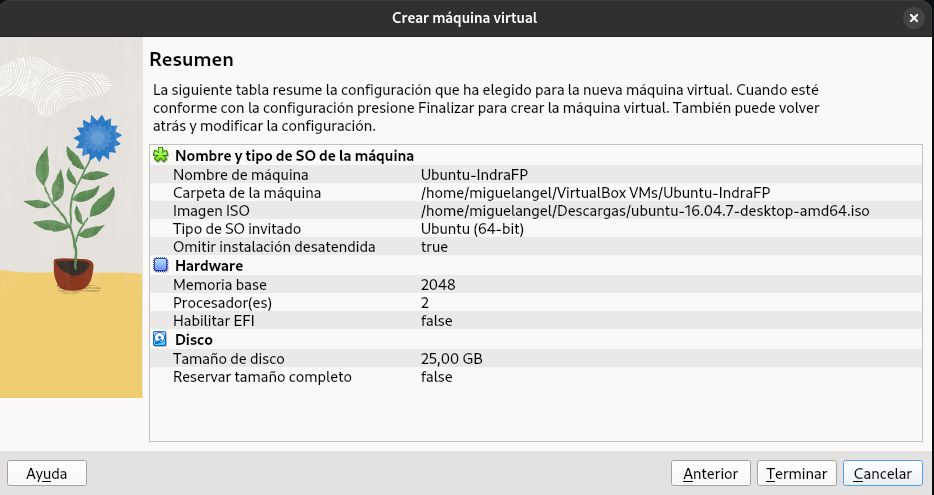 Crear máquina virtual
Resumen
La siguiente tabla resume la configuración que ha elegido para la nueva máquina virtual. Cuando esté
conforme con la configuración presione Finalizar para crear la máquina virtual. También puede volver
atrás y modificar la configuración.
Nombre y tipo de SO de la máquina
Nombre de máquina Ubuntu-IndraFP
Carpeta de la máquina /home/miguelangel/VirtualBox VMs/Ubuntu-IndraFP
Imagen ISO /home/miguelangel/Descargas/ubuntu-16.04.7-desktop-amd64.iso
Tipo de SO invitado Ubuntu (64-bit)
Omitir instalación desatendida true
Hardware
Memoria base 2048
Procesador(es) 2
Habilitar EFI false
Disco
Tamaño de disco 25,00 GB
Reservar tamaño completo false
Ayuda Anterior Terminar Cancelar